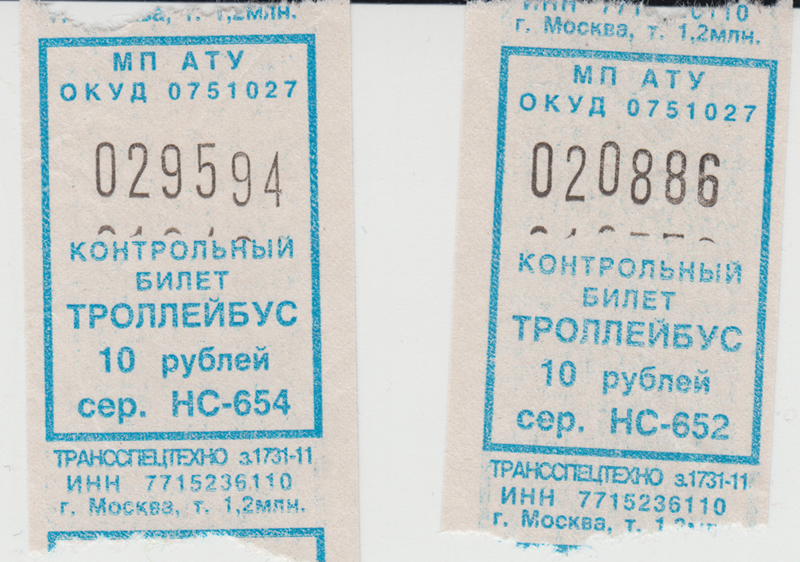 т. 1,2млн.
МП АТУ
ОКУД 0751027
029594
КОНТРОЛЬНЫЙ
БИЛЕТ
ТРОЛЛЕЙБУС
10 рублей
сер. НС-654
ТРАНССПЕЦТЕХНО з.1731-11
ИНН 7715236110
г. Москва, т. 1,2млн.
г. Москва, т. 1,2млн.
МП АТУ
ОКУД 0751027
020886
КОНТРОЛЬНЫЙ
БИЛЕТ
ТРОЛЛЕЙБУС
10 рублей
сер. НС-652
ТРАНССПЕЦТЕХНО з.1731-11
ИНН 7715236110
г. Москва, т.